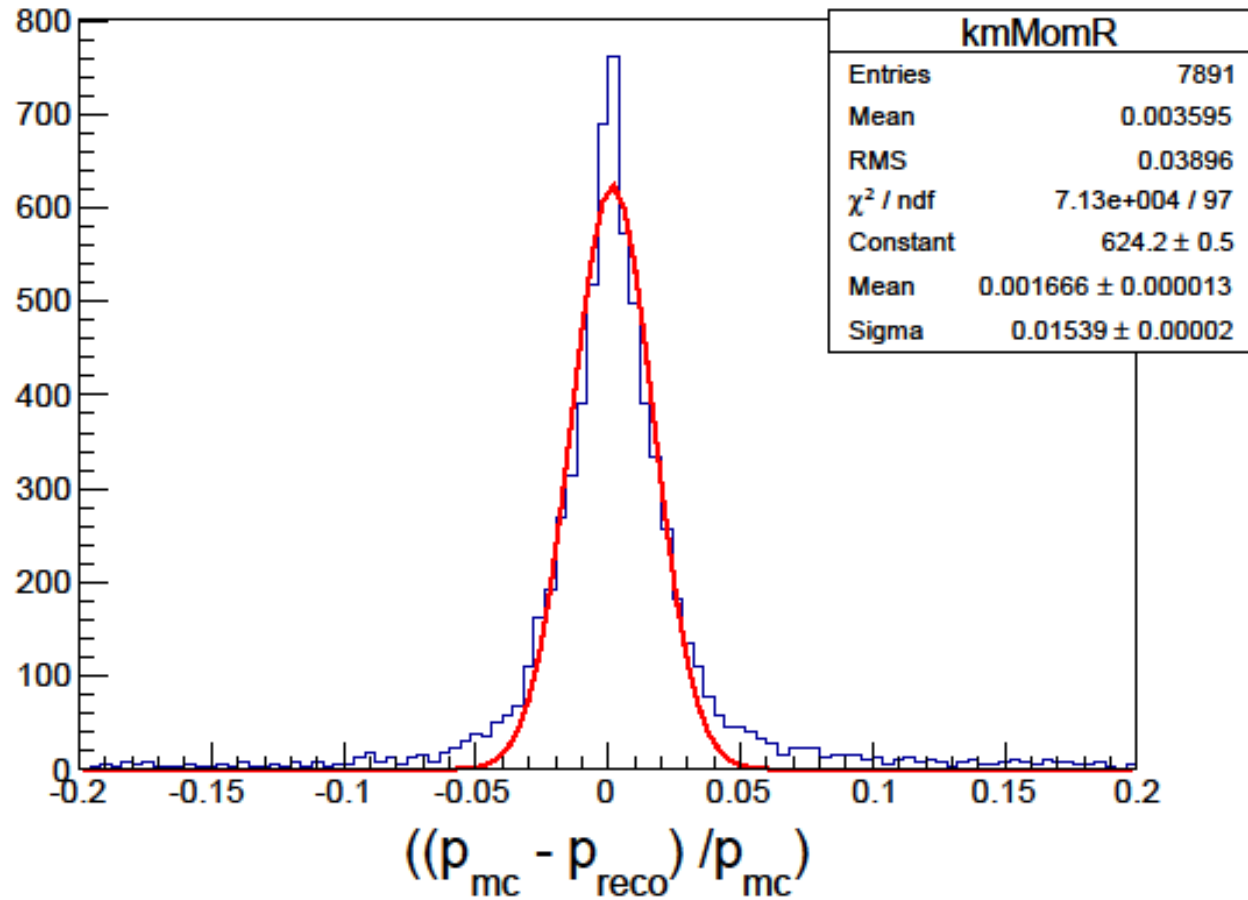 800
700
600
500
400
300
200
100
0
-0.2 -0.15 -0.1 -0.05 0 0.05 0.1 0.15 0.2
((p_mc - p_reco) /p_mc)
kmMomR
Entries 7891
Mean 0.003595
RMS 0.03896
χ² / ndf 7.13e+004 / 97
Constant 624.2 ± 0.5
Mean 0.001666 ± 0.000013
Sigma 0.01539 ± 0.00002